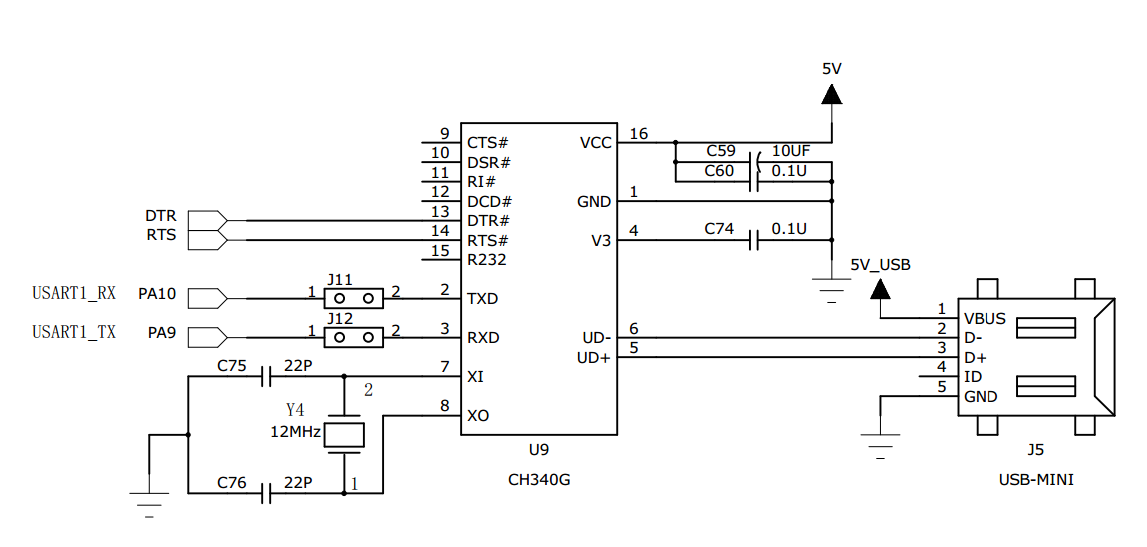 5V
9 CTS# VCC 16
10 DSR# C59 10UF
11 RI# C60 0.1U
12 DCD# GND 1
DTR 13 DTR#
RTS 14 RTS# V3 4 C74 0.1U
15 R232
5V_USB
J11
USART1_RX PA10 1 2 2 TXD
1 VBUS
J12
USART1_TX PA9 1 2 3 RXD UD- 6 2 D-
UD+ 5 3 D+
C75 22P 7 XI 4 ID
2
5 GND
Y4 8 XO
12MHz
U9 J5
C76 22P 1 CH340G USB-MINI